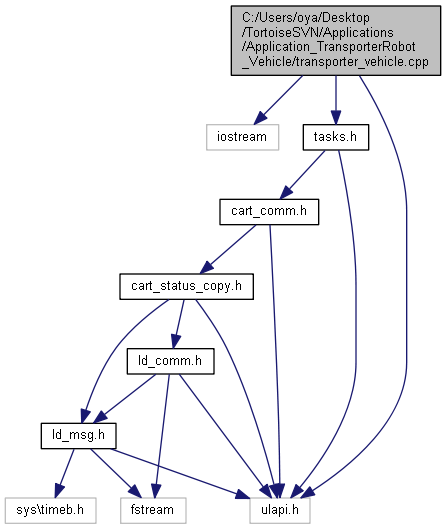 C:/Users/oya/Desktop
/TortoiseSVN/Applications
/Application_TransporterRobot
_Vehicle/transporter_vehicle.cpp
iostream
tasks.h
cart_comm.h
cart_status_copy.h
ld_comm.h
ld_msg.h
sys\timeb.h
fstream
ulapi.h